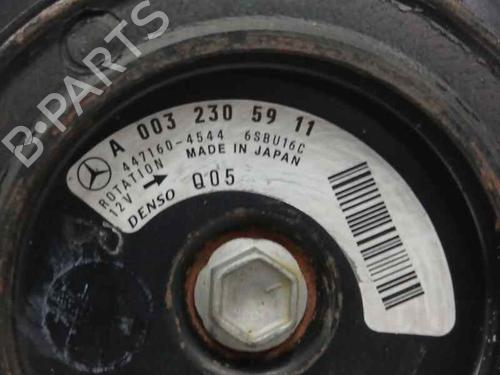 A 003 230 59 11
447160-4544 6SBU16C
ROTATION MADE IN JAPAN
12V DENSO Q05
B-PARTS